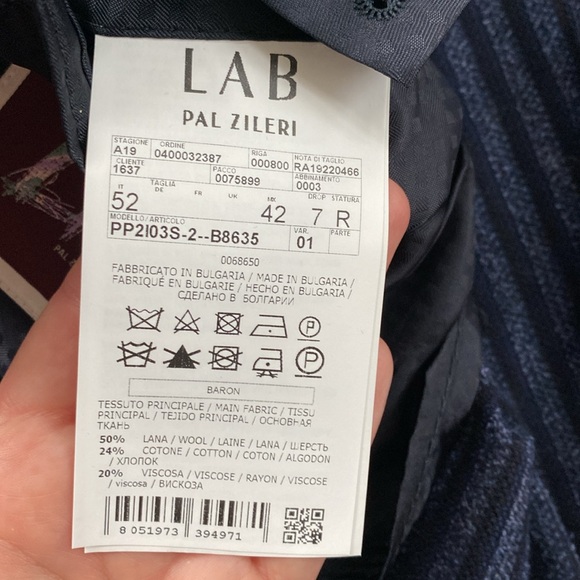 LAB
PAL ZILERI
STAGIONE ORDINE RIGA NOTA DI TAGLIO
A19 0400032387 000800 RA19220466
CLIENTE PACCO ABBINAMENTO
1637 0075899 0003
IT TAGLIA DE FR UK DROP STATURA
52 42 7 R
MODELLO/ARTICOLO VAR. PARTE
PP2I03S-2--B8635 01
0068650
FABBRICATO IN BULGARIA / MADE IN BULGARIA /
FABRIQUÉ EN BULGARIE / HECHO EN BULGARIA /
СДЕЛАНО В БОЛГАРИИ
BARON
TESSUTO PRINCIPALE / MAIN FABRIC / TISSU
PRINCIPAL / TEJIDO PRINCIPAL / ОСНОВНАЯ
ТКАНЬ
50% LANA / WOOL / LAINE / LANA / ШЕРСТЬ
24% COTONE / COTTON / COTON / ALGODON
/ ХЛОПОК
20% VISCOSA / VISCOSE / RAYON / VISCOSE
/ viscosa / ВИСКОЗА
8 051973 394971
PAL